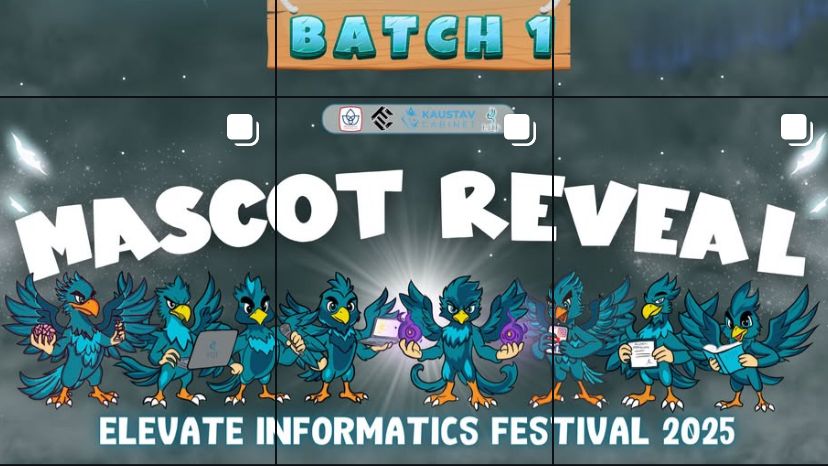 BATCH 1
KAUSTAV
CABINET
MASCOT REVEAL
ELEVATE INFORMATICS FESTIVAL 2025